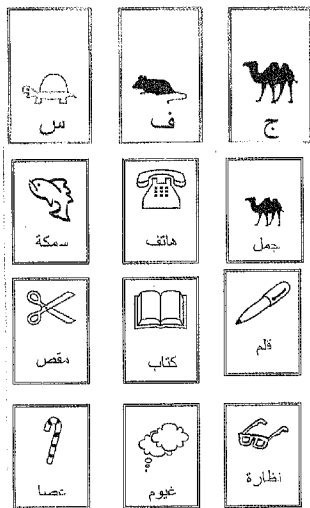 ج ف س
جمل هاتف سمكة
قلم كتاب مقص
نظارة غيوم عصا